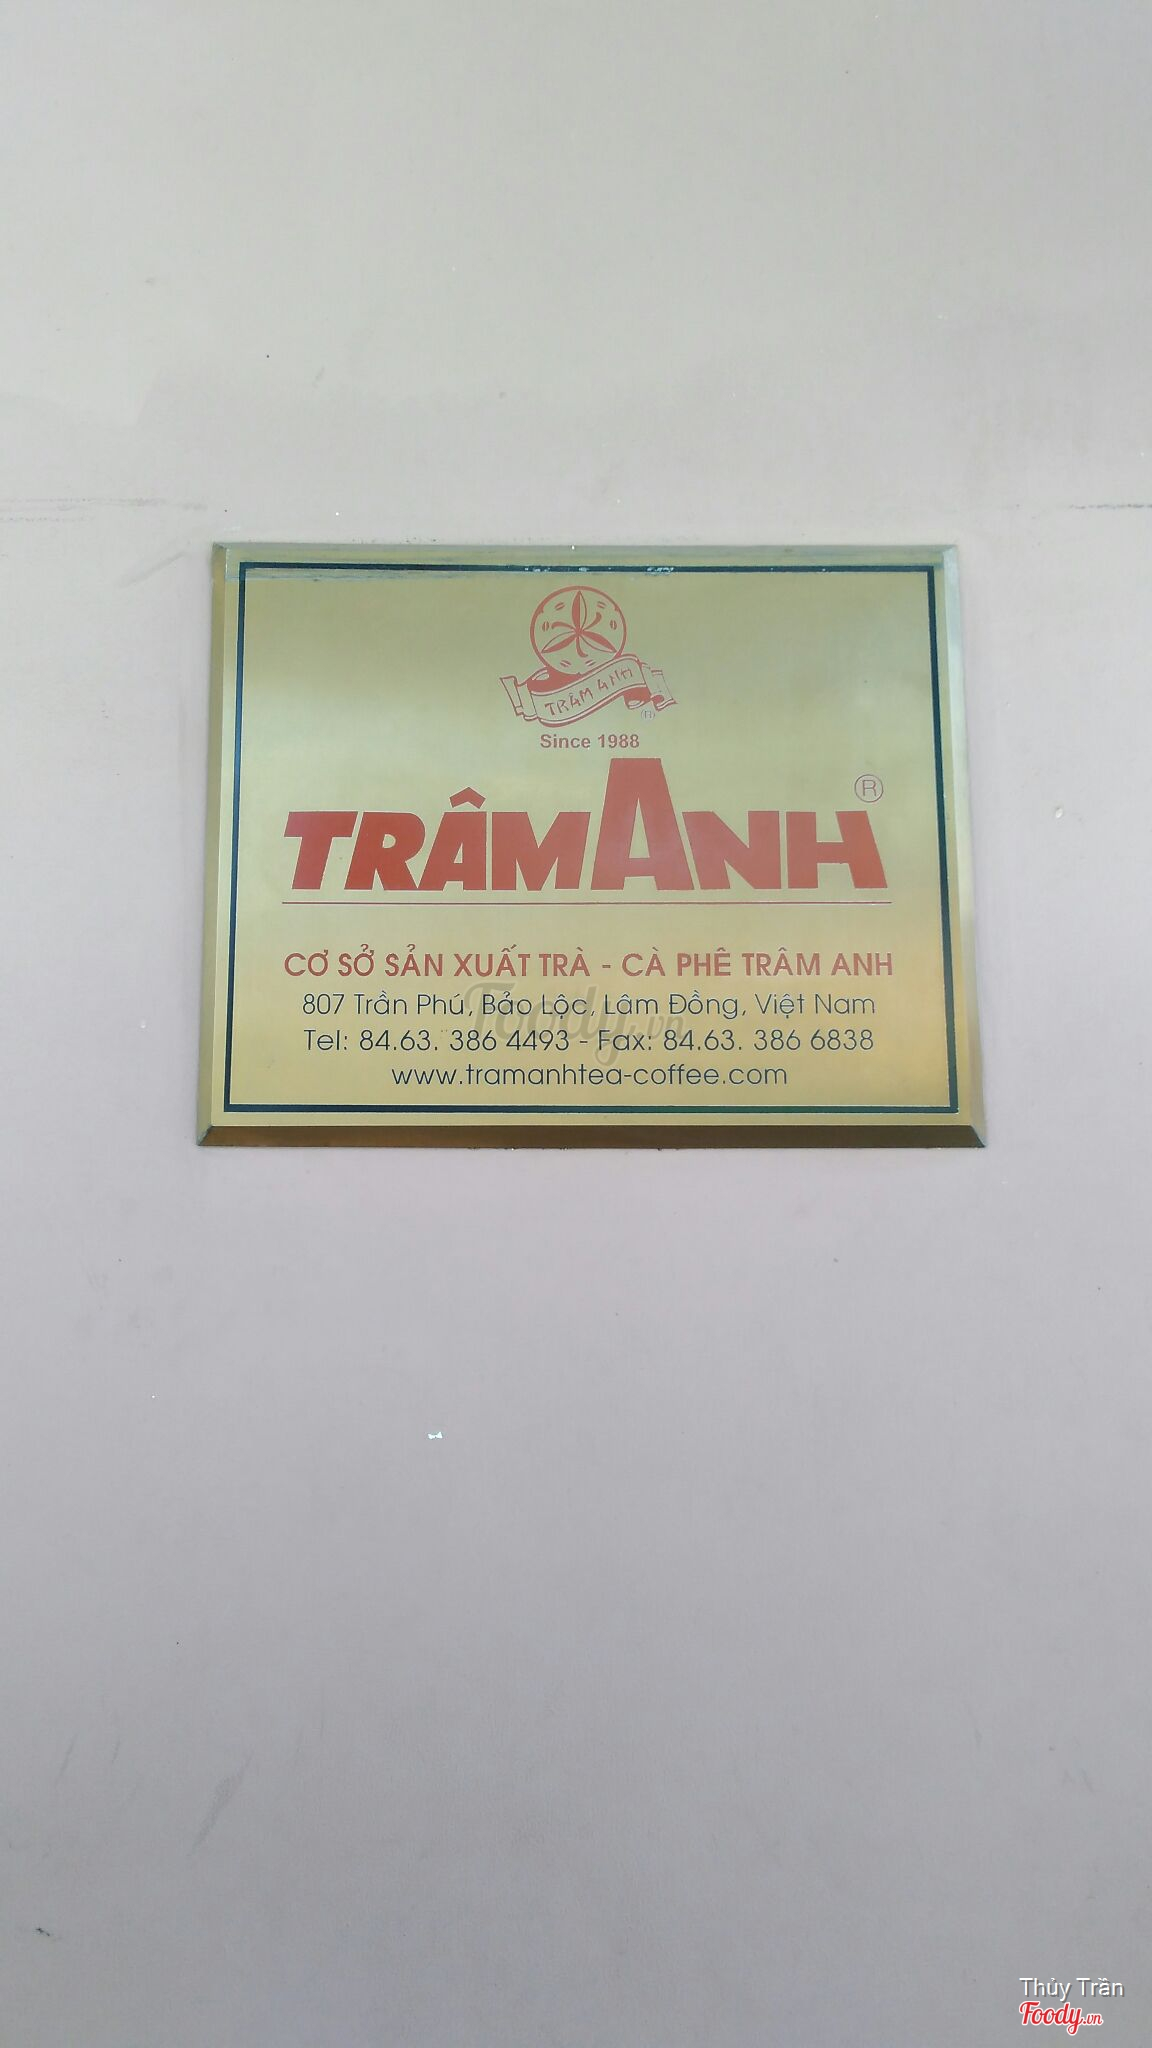 TRÂM ANH
(R)
Since 1988
TRÂMANH
®
CƠ SỞ SẢN XUẤT TRÀ - CÀ PHÊ TRÂM ANH
807 Trần Phú, Bảo Lộc, Lâm Đồng, Việt Nam
Tel: 84.63. 386 4493 - Fax: 84.63. 386 6838
www.tramanhtea-coffee.com
Foody.vn
Thủy Trần
Foody.vn